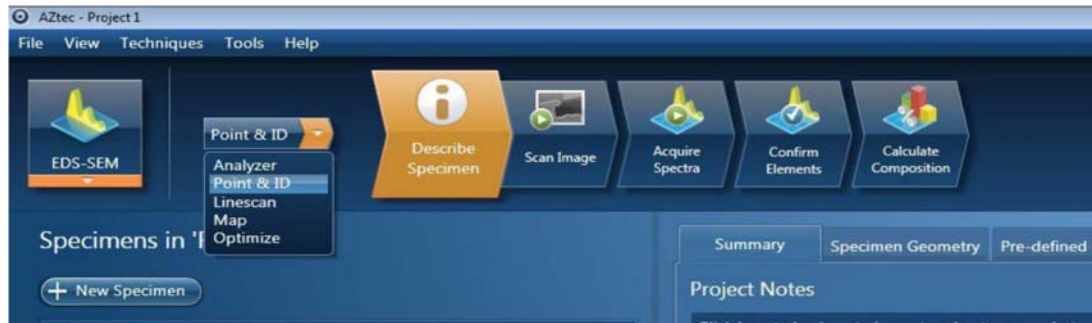 AZtec - Project 1
File View Techniques Tools Help
EDS-SEM
Point & ID
Analyzer
Point & ID
Linescan
Map
Optimize
Describe
Specimen
Scan Image
Acquire
Spectra
Confirm
Elements
Calculate
Composition
Specimens in '
New Specimen
Summary
Specimen Geometry
Pre-defined
Project Notes